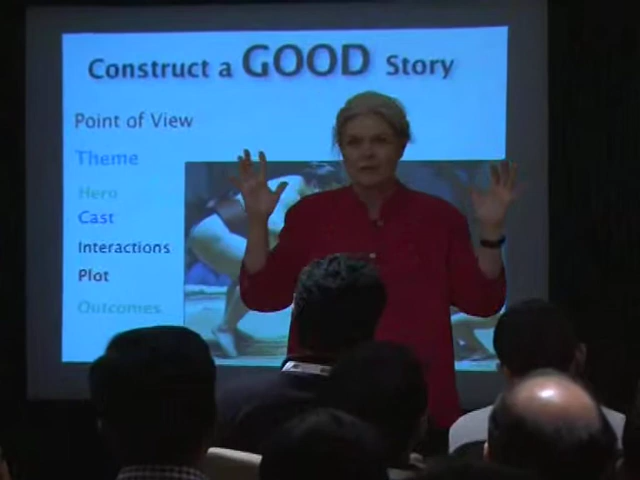 Construct a GOOD Story
Point of View
Theme
Hero
Cast
Interactions
Plot
Outcomes